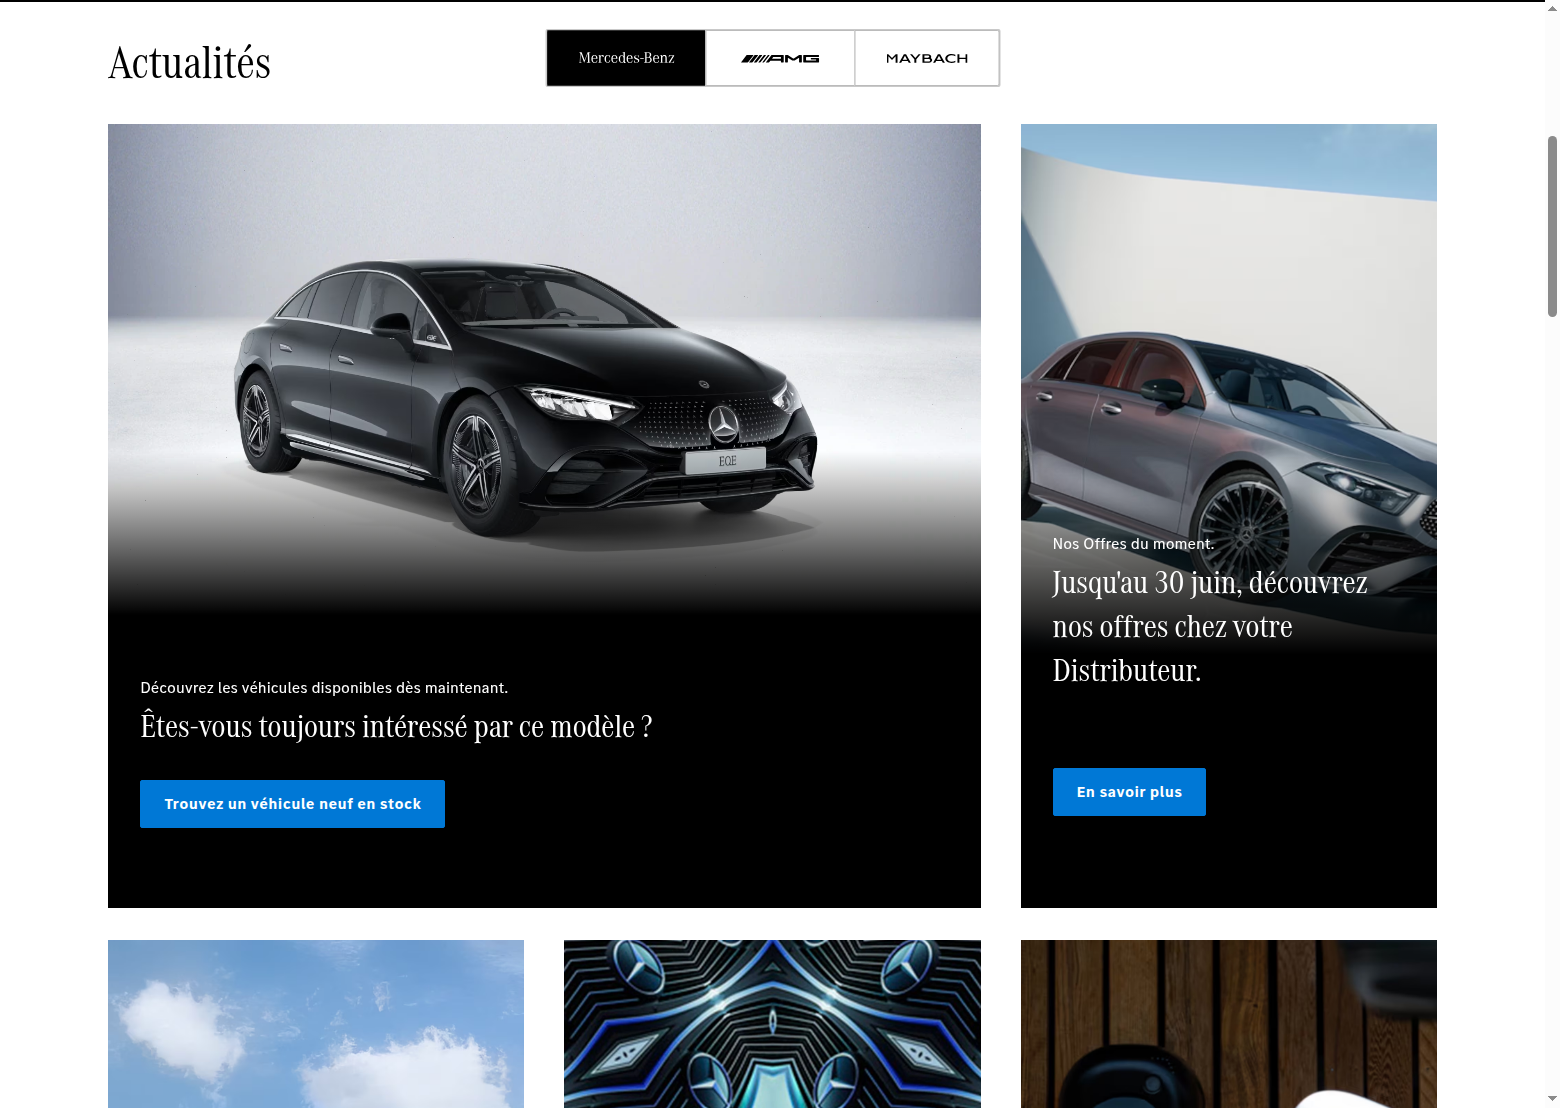 Actualités
Mercedes-Benz
AMG
MAYBACH
EQE
Découvrez les véhicules disponibles dès maintenant.
Êtes-vous toujours intéressé par ce modèle ?
Trouvez un véhicule neuf en stock
Nos Offres du moment.
Jusqu'au 30 juin, découvrez
nos offres chez votre
Distributeur.
En savoir plus